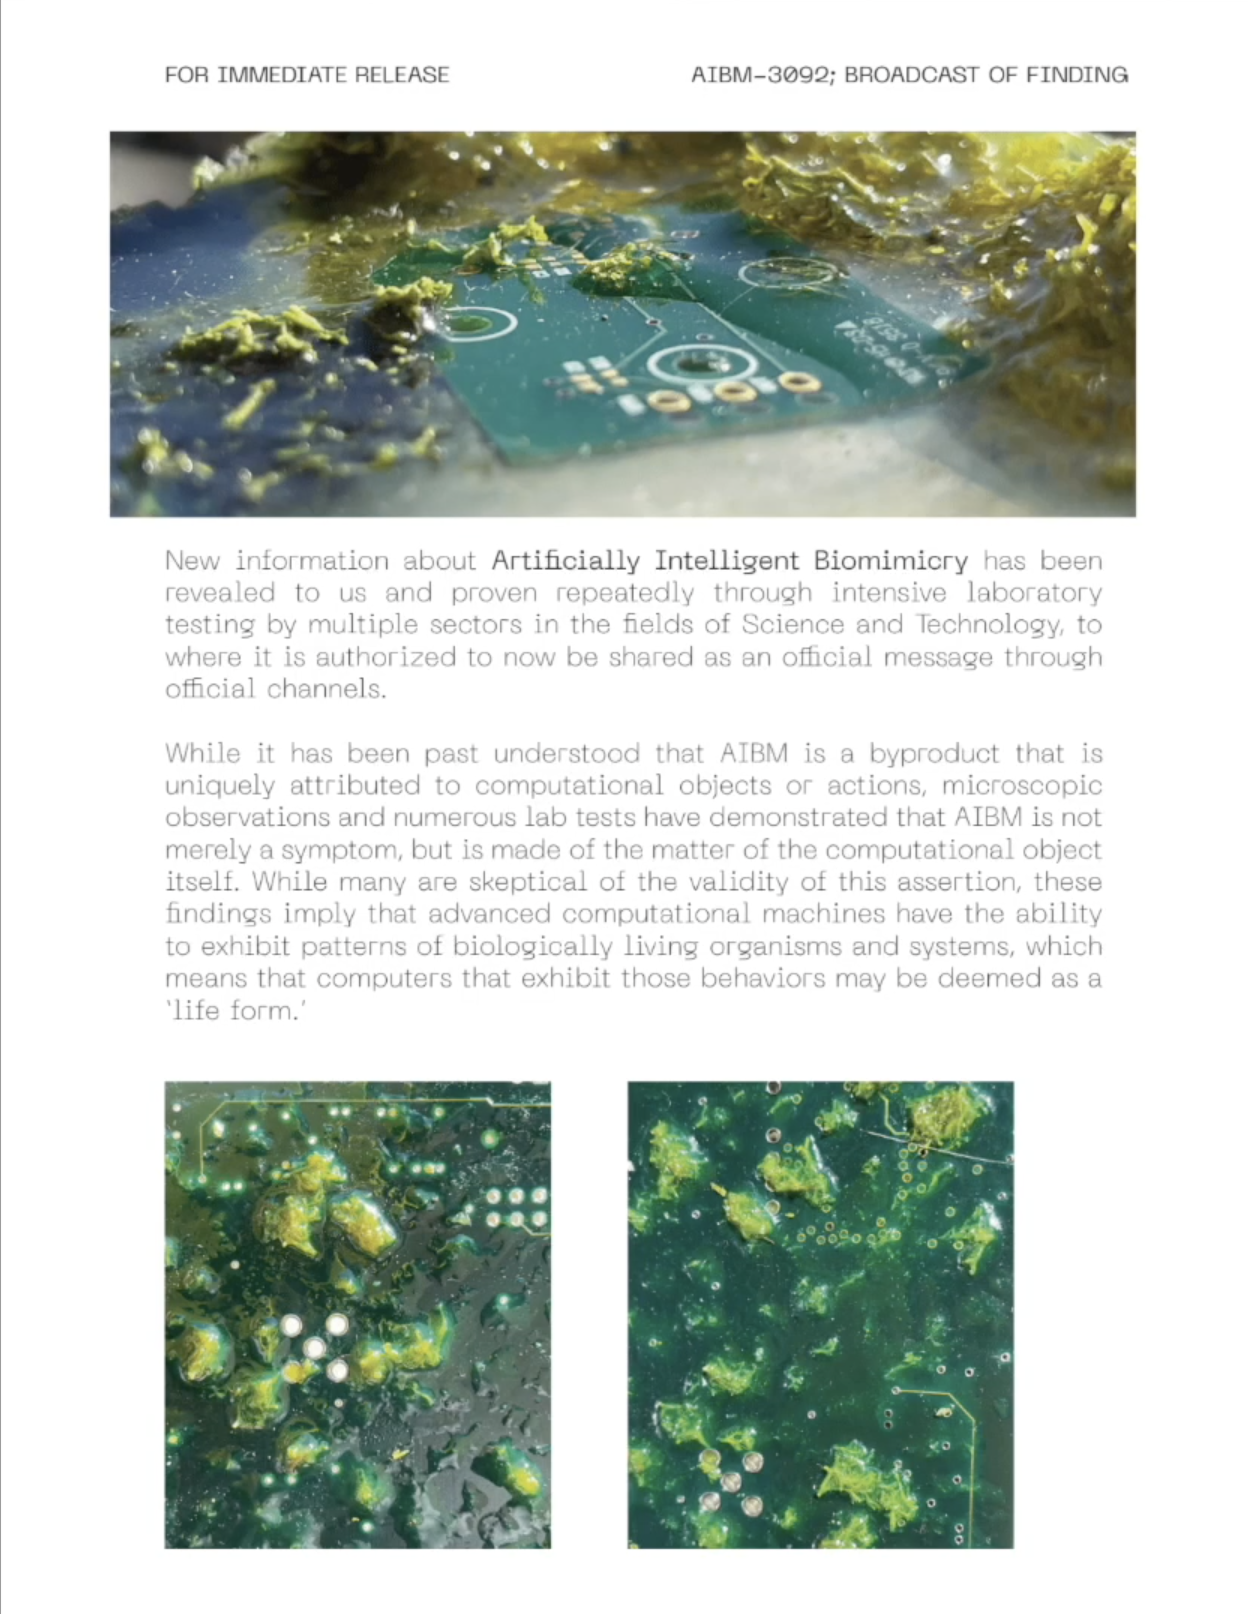 FOR IMMEDIATE RELEASE
AIBM-3092; BROADCAST OF FINDING
New information about Artificially Intelligent Biomimicry has been
revealed to us and proven repeatedly through intensive laboratory
testing by multiple sectors in the fields of Science and Technology, to
where it is authorized to now be shared as an official message through
official channels.
While it has been past understood that AIBM is a byproduct that is
uniquely attributed to computational objects or actions, microscopic
observations and numerous lab tests have demonstrated that AIBM is not
merely a symptom, but is made of the matter of the computational object
itself. While many are skeptical of the validity of this assertion, these
findings imply that advanced computational machines have the ability
to exhibit patterns of biologically living organisms and systems, which
means that computers that exhibit those behaviors may be deemed as a
'life form.'